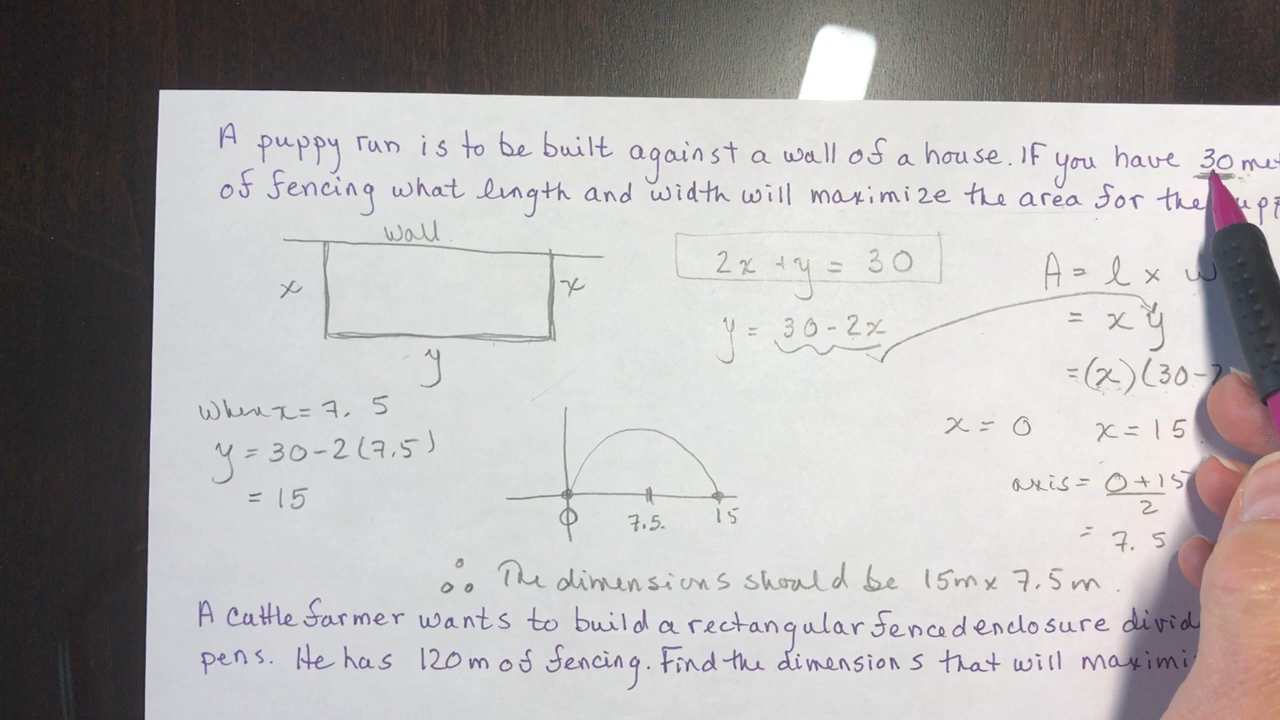 A puppy run is to be built against a wall of a house. If you have 30 me
of fencing what length and width will maximize the area for the
wall
x
x
y
2x + y = 30
y = 30 - 2x
A = l x w
= xy
= (x)(30 -
When x = 7.5
y = 30 - 2(7.5)
= 15
0
7.5.
15
x = 0 x = 15
axis = 0 + 15
2
= 7.5
∴ The dimensions should be 15m x 7.5m.
A cattle farmer wants to build a rectangular fenced enclosure divid
pens. He has 120m of fencing. Find the dimensions that will maximi